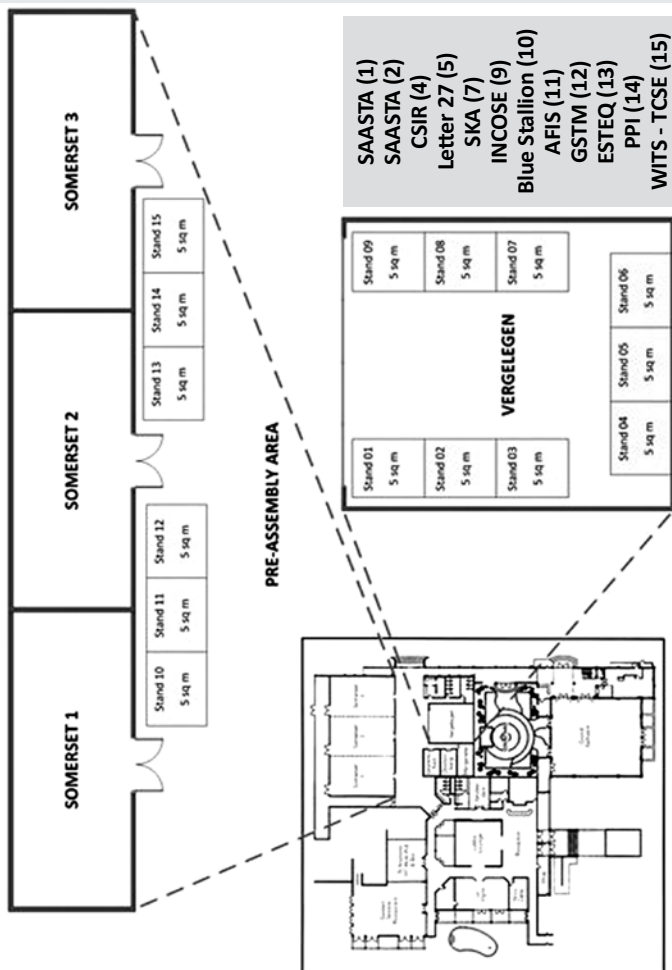 SOMERSET 1
SOMERSET 2
SOMERSET 3
Stand 10
5 sq m
Stand 11
5 sq m
Stand 12
5 sq m
Stand 13
5 sq m
Stand 14
5 sq m
Stand 15
5 sq m
PRE-ASSEMBLY AREA
Stand 01
5 sq m
Stand 02
5 sq m
Stand 03
5 sq m
VERGELEGEN
Stand 09
5 sq m
Stand 08
5 sq m
Stand 07
5 sq m
Stand 04
5 sq m
Stand 05
5 sq m
Stand 06
5 sq m
SAASTA (1)
SAASTA (2)
CSIR (4)
Letter 27 (5)
SKA (7)
INCOSE (9)
Blue Stallion (10)
AFIS (11)
GSTM (12)
ESTEQ (13)
PPI (14)
WITS - TCSE (15)